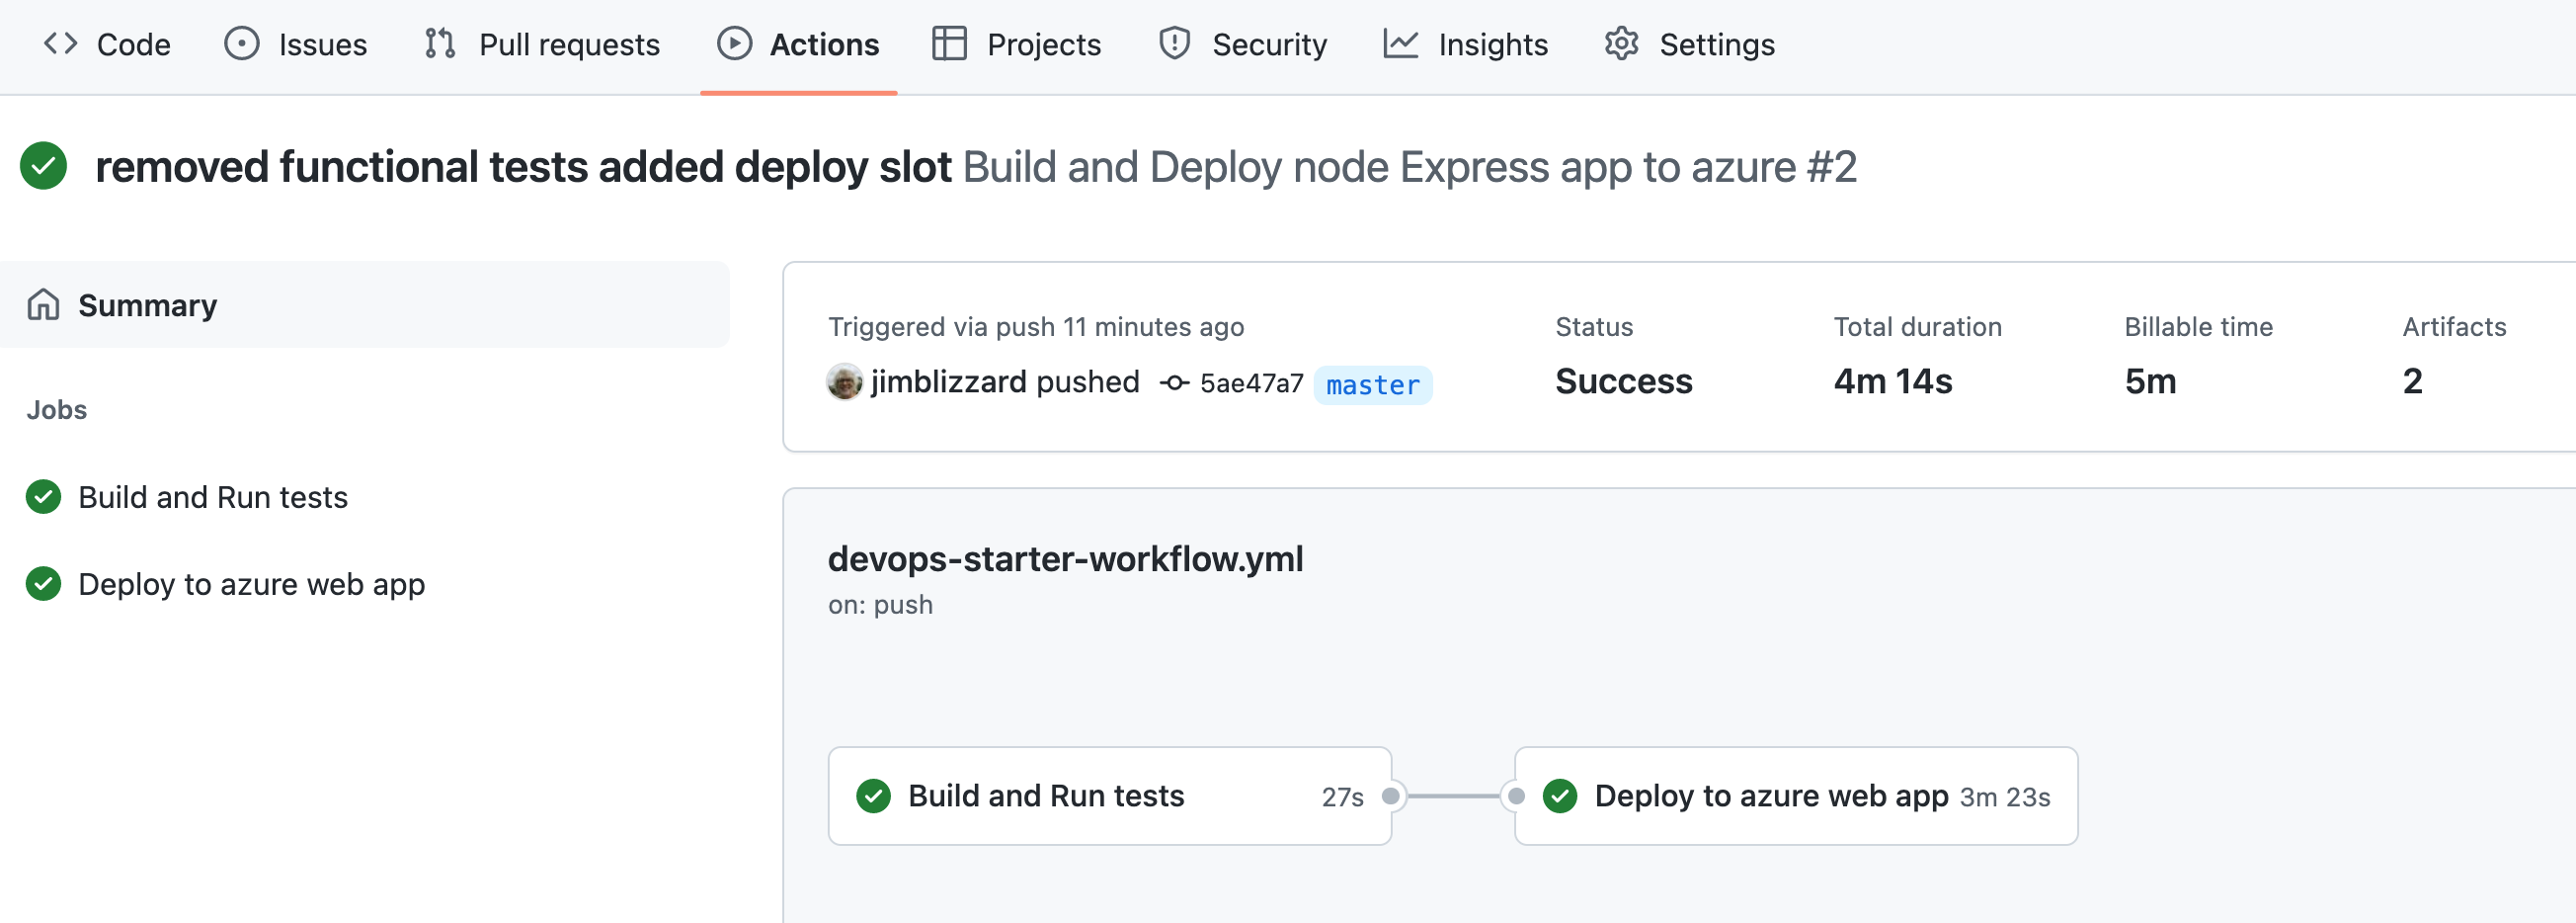 Code Issues Pull requests Actions Projects Security Insights Settings
removed functional tests added deploy slot Build and Deploy node Express app to azure #2
Summary
Jobs
Build and Run tests
Deploy to azure web app
Triggered via push 11 minutes ago
jimblizzard pushed 5ae47a7 master
Status
Success
Total duration
4m 14s
Billable time
5m
Artifacts
2
devops-starter-workflow.yml
on: push
Build and Run tests 27s
Deploy to azure web app 3m 23s